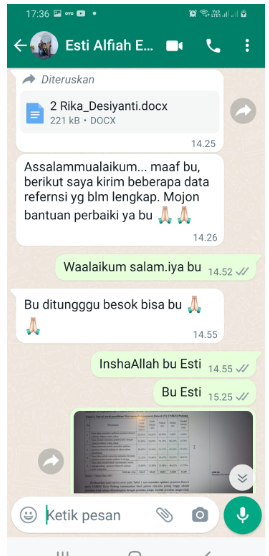 17:36
Esti Alfiah E...
Diteruskan
2 Rika_Desiyanti.docx
221 kB • DOCX
14.25
Assalammualaikum... maaf bu,
berikut saya kirim beberapa data
refernsi yg blm lengkap. Mojon
bantuan perbaiki ya bu 🙏🏻 🙏🏻
14.26
Waalaikum salam.iya bu 14.52
Bu ditungggu besok bisa bu 🙏🏻
🙏🏻
14.55
InshaAllah bu Esti 14.55
Bu Esti 15.25
Ketik pesan